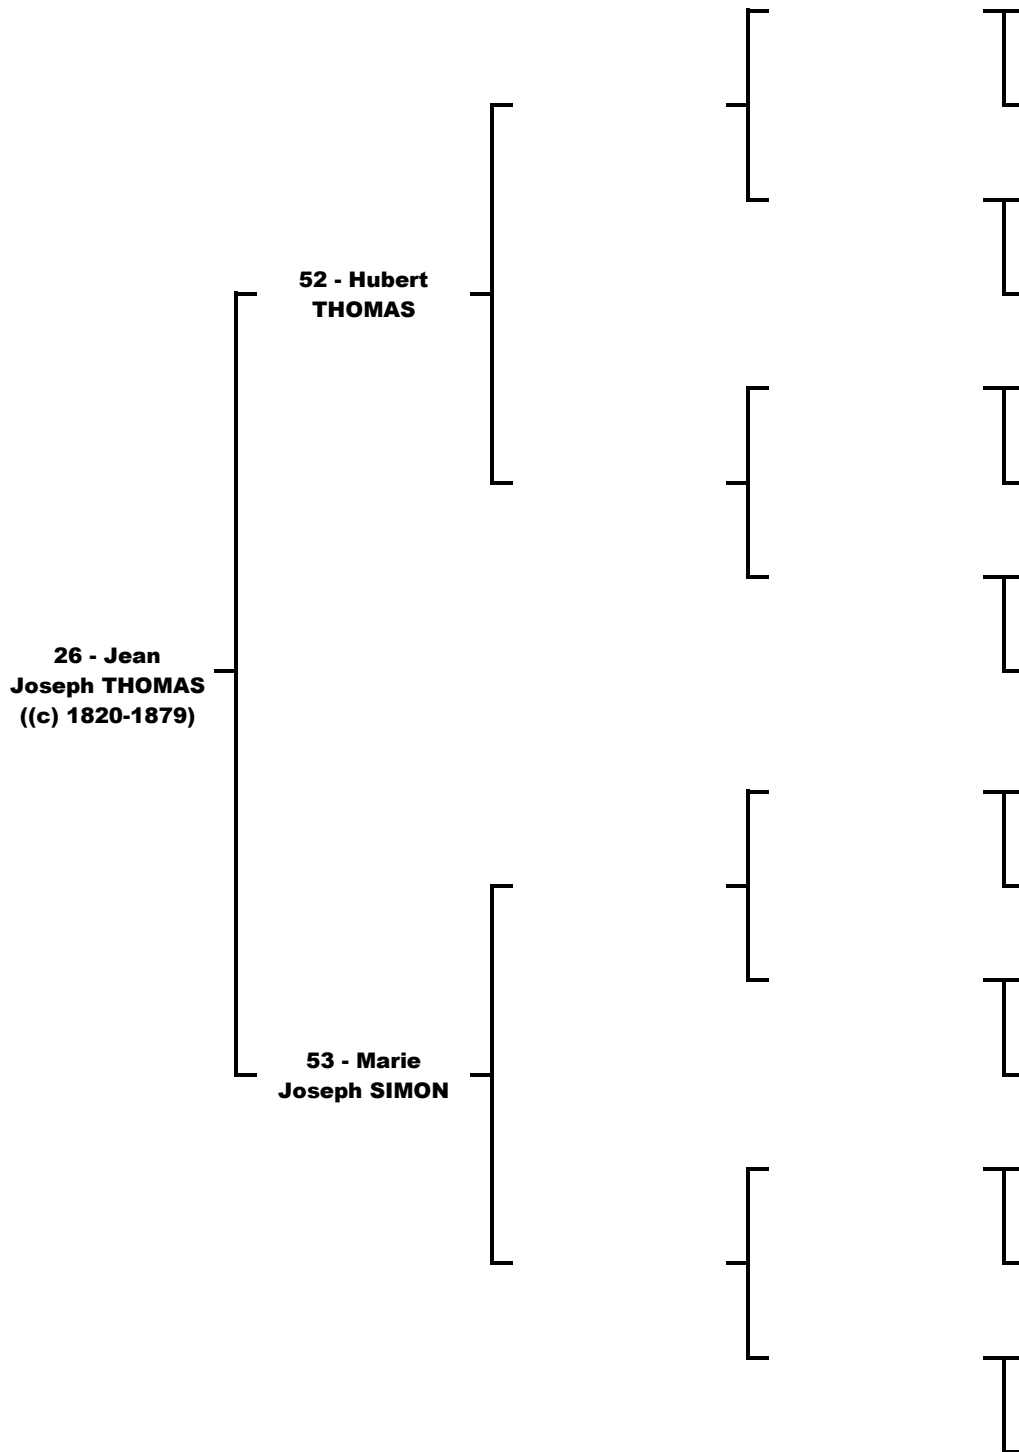 52 - Hubert
THOMAS
26 - Jean
Joseph THOMAS
((c) 1820-1879)
53 - Marie
Joseph SIMON